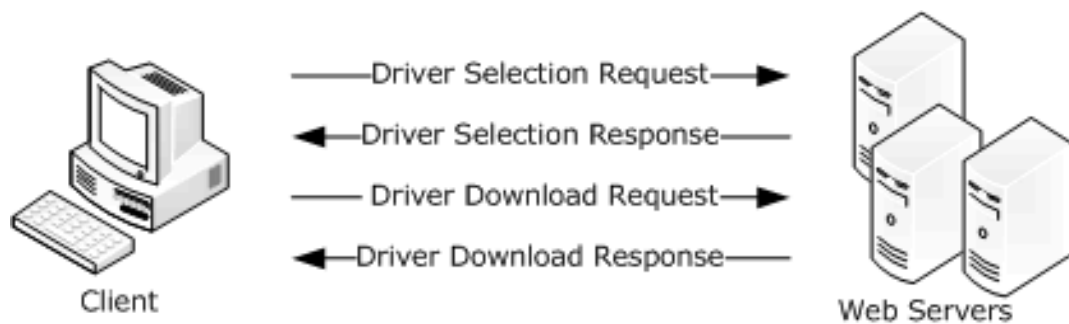 Driver Selection Request
Driver Selection Response
Driver Download Request
Driver Download Response
Client
Web Servers